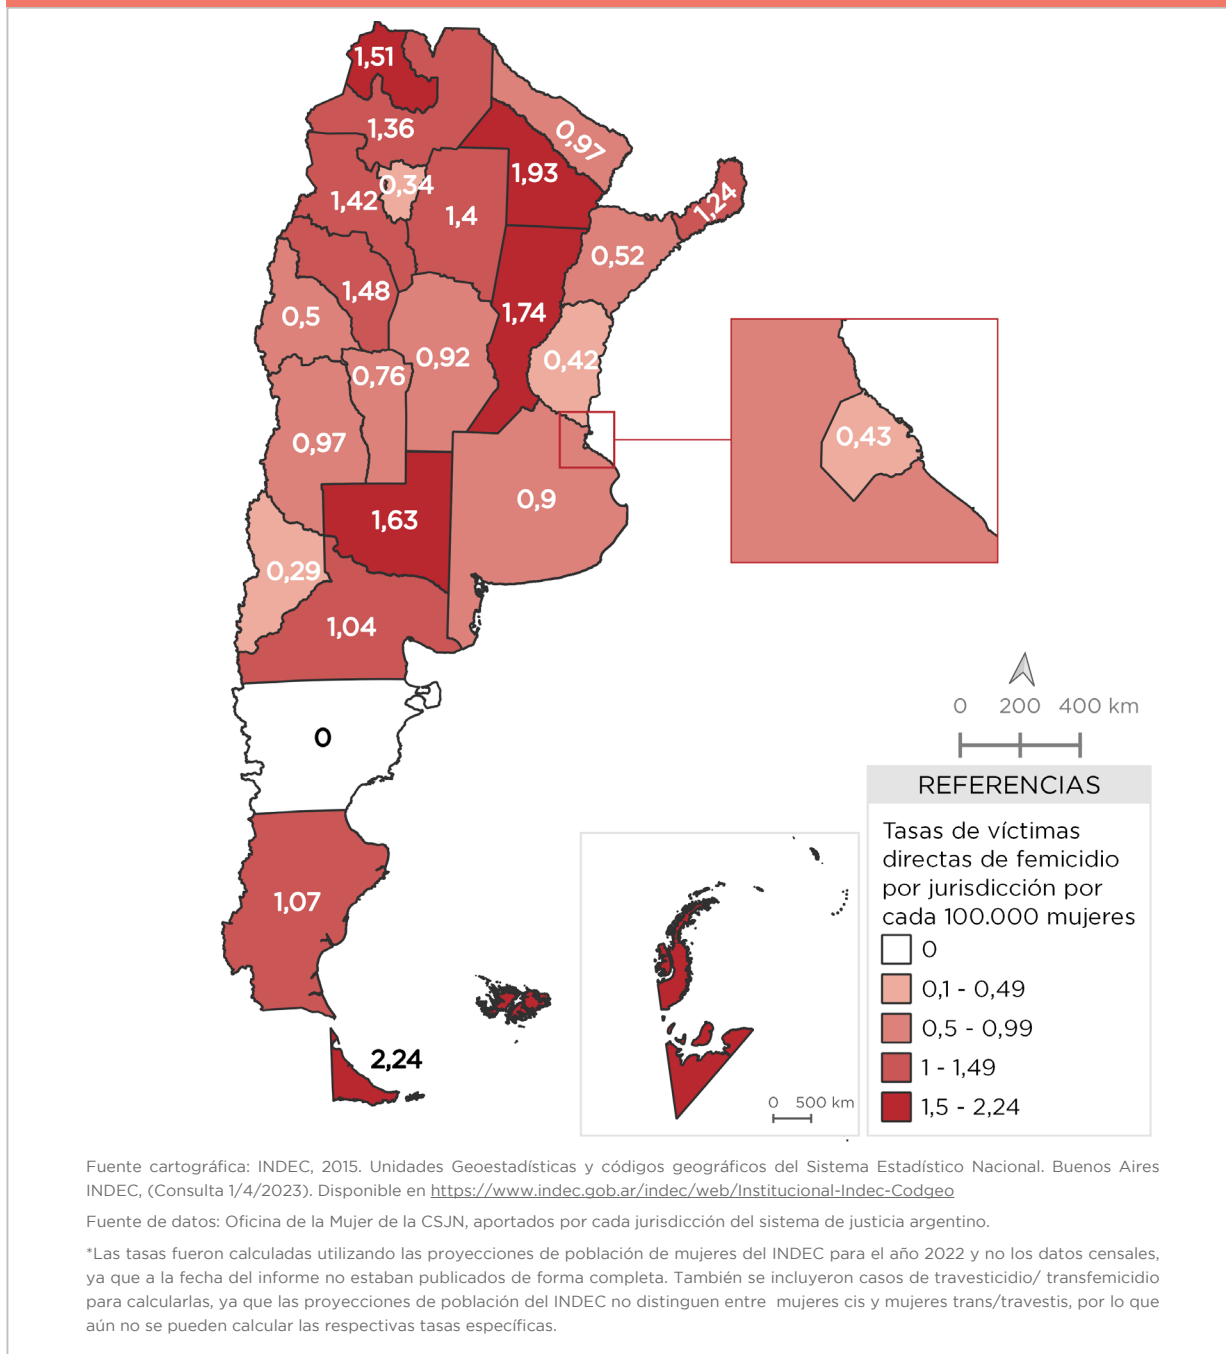 1,51
1,36
0,97
1,93
0,34
1,42
1,4
1,24
0,52
1,48
0,5
1,74
0,92
0,42
0,76
0,97
0,43
0,9
1,63
0,29
1,04
0
1,07
2,24
0 200 400 km
REFERENCIAS
Tasas de víctimas
directas de femicidio
por jurisdicción por
cada 100.000 mujeres
0
0,1 - 0,49
0,5 - 0,99
1 - 1,49
1,5 - 2,24
0 500 km
Fuente cartográfica: INDEC, 2015. Unidades Geoestadísticas y códigos geográficos del Sistema Estadístico Nacional. Buenos Aires
INDEC, (Consulta 1/4/2023). Disponible en https://www.indec.gob.ar/indec/web/Institucional-Indec-Codgeo
Fuente de datos: Oficina de la Mujer de la CSJN, aportados por cada jurisdicción del sistema de justicia argentino.
*Las tasas fueron calculadas utilizando las proyecciones de población de mujeres del INDEC para el año 2022 y no los datos censales,
ya que a la fecha del informe no estaban publicados de forma completa. También se incluyeron casos de travesticidio/ transfemicidio
para calcularlas, ya que las proyecciones de población del INDEC no distinguen entre mujeres cis y mujeres trans/travestis, por lo que
aún no se pueden calcular las respectivas tasas específicas.